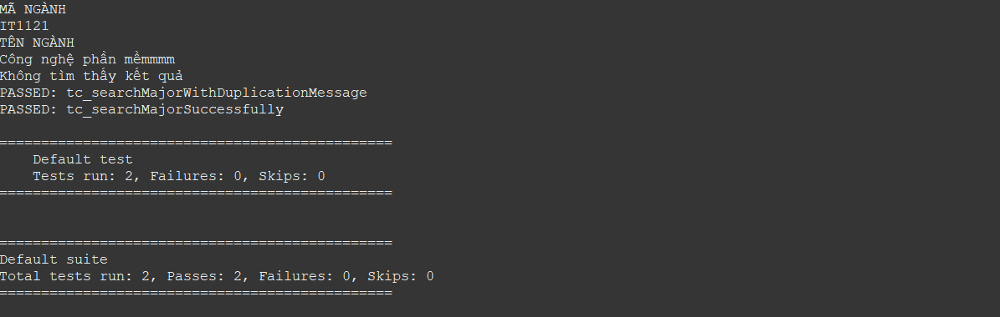 MÃ NGÀNH
IT1121
TÊN NGÀNH
Công nghệ phần mềmmmm
Không tìm thấy kết quả
PASSED: tc_searchMajorWithDuplicationMessage
PASSED: tc_searchMajorSuccessfully
===============================================
Default test
Tests run: 2, Failures: 0, Skips: 0
===============================================
===============================================
Default suite
Total tests run: 2, Passes: 2, Failures: 0, Skips: 0
===============================================